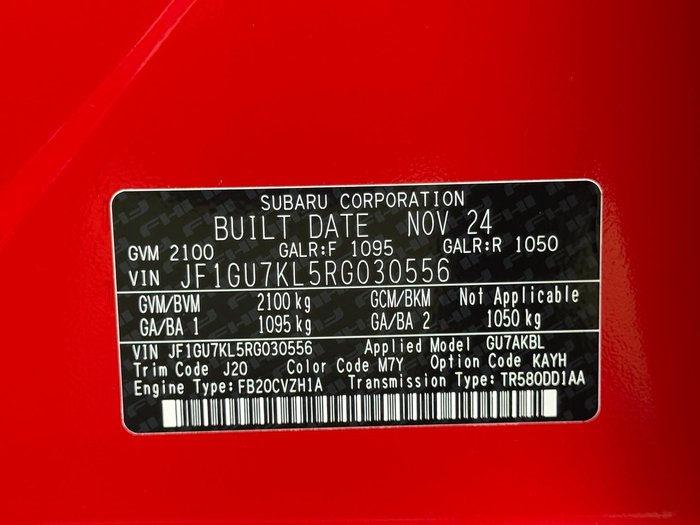 SUBARU CORPORATION
BUILT DATE NOV 24
GVM 2100 GALR:F 1095 GALR:R 1050
VIN JF1GU7KL5RG030556
GVM/BVM 2100 kg GCM/BKM Not Applicable
GA/BA 1 1095 kg GA/BA 2 1050 kg
VIN JF1GU7KL5RG030556 Applied Model GU7AKBL
Trim Code J20 Color Code M7Y Option Code KAYH
Engine Type:FB20CVZH1A Transmission Type:TR580DD1AA